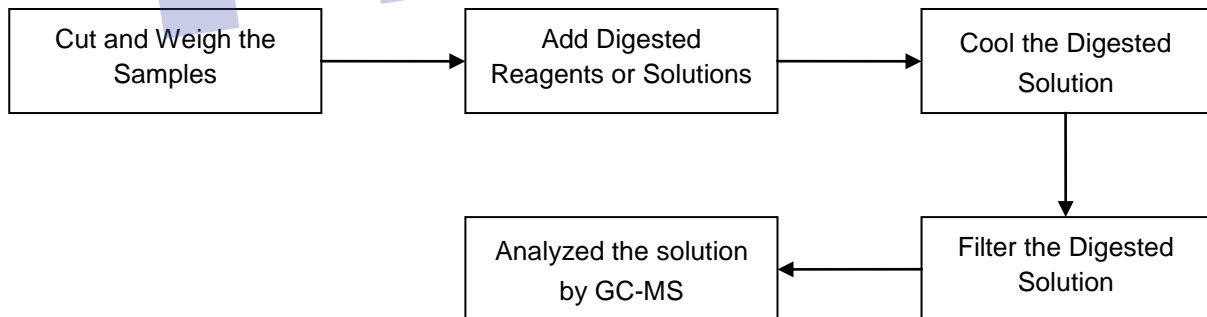 Cut and Weigh the
Samples
Add Digested
Reagents or Solutions
Cool the Digested
Solution
Filter the Digested
Solution
Analyzed the solution
by GC-MS